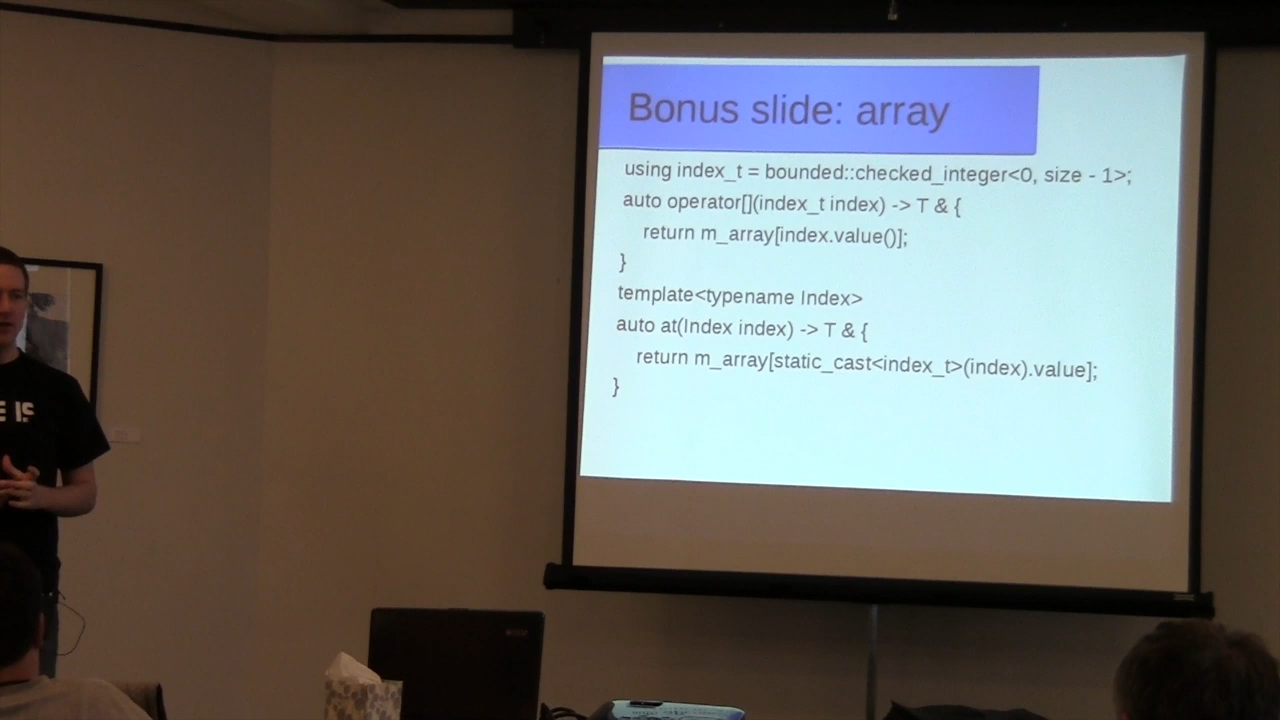 Bonus slide: array
using index_t = bounded::checked_integer<0, size - 1>;
auto operator[](index_t index) -> T & {
return m_array[index.value()];
}
template<typename Index>
auto at(Index index) -> T & {
return m_array[static_cast<index_t>(index).value];
}
E IS